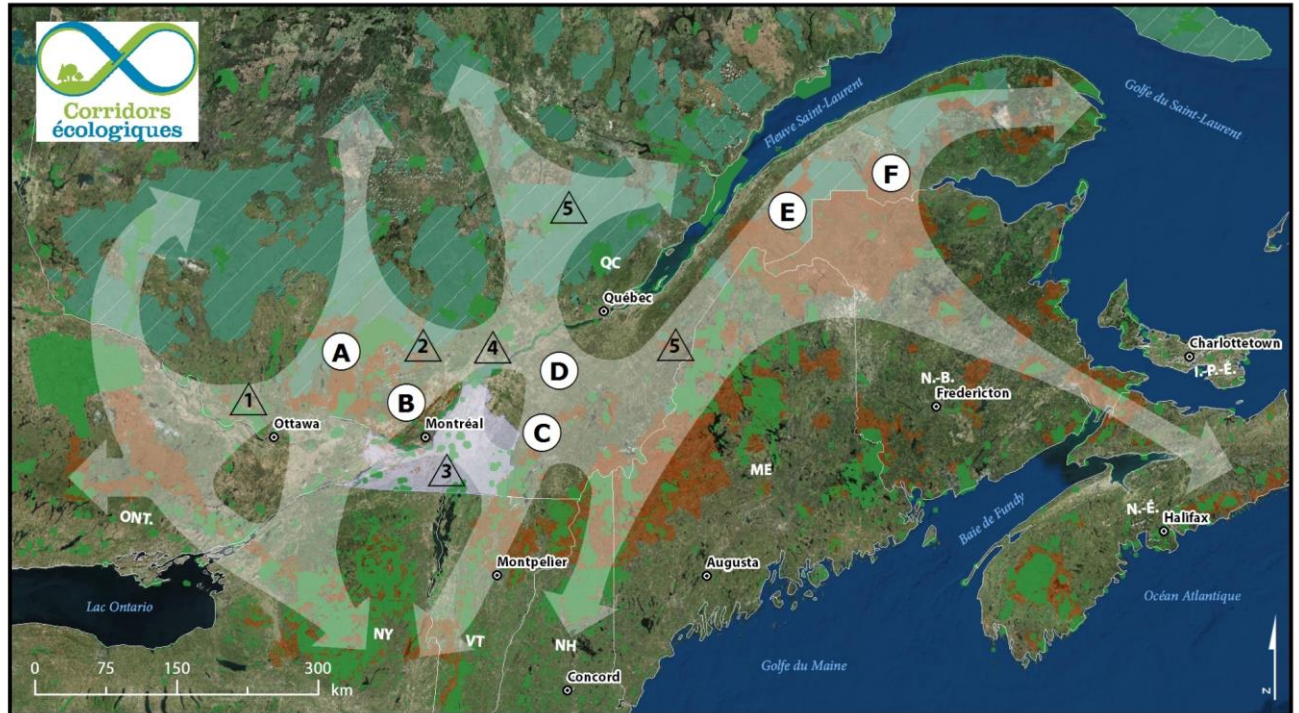 Corridors
écologiques
Fleuve Saint-Laurent
Golfe du Saint-Laurent
5
F
E
QC
Québec
A
2
4
5
D
Charlottetown
Î.-P.-É.
1
B
N.-B.
Fredericton
Ottawa
Montréal
C
3
ME
ONT.
N.-É.
Halifax
Baie de Fundy
Montpelier
Augusta
Lac Ontario
Océan Atlantique
NY
VT
NH
Golfe du Maine
0 75 150 300
km
Concord
N